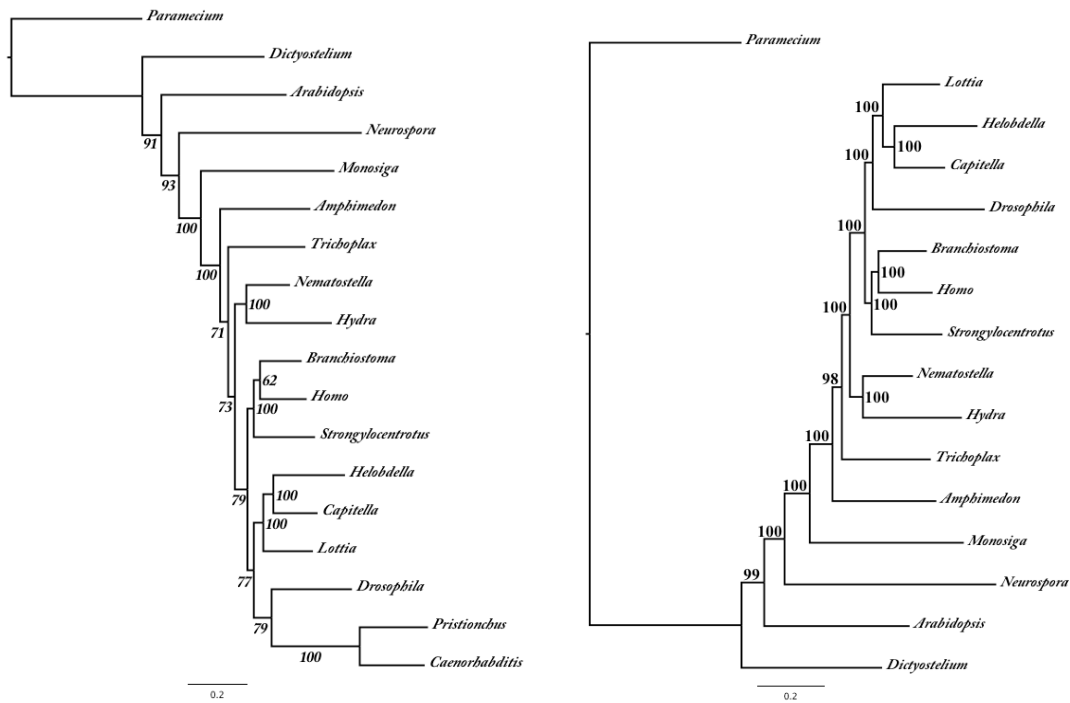 Paramecium
Dictyostelium
Arabidopsis
91
Neurospora
93
Monosiga
100
Amphimedon
100
Trichoplax
71
Nematostella
100
Hydra
73
Branchiostoma
62
Homo
100
Strongylocentrotus
79
Helobdella
100
Capitella
100
Lottia
77
Drosophila
79
Pristionchus
100
Caenorhabditis
0.2
Paramecium
Lottia
100
Helobdella
100
Capitella
100
Drosophila
100
Branchiostoma
100
Homo
100
Strongylocentrotus
100
Nematostella
98
100
Hydra
100
Trichoplax
100
Amphimedon
100
Monosiga
99
Neurospora
Arabidopsis
Dictyostelium
0.2